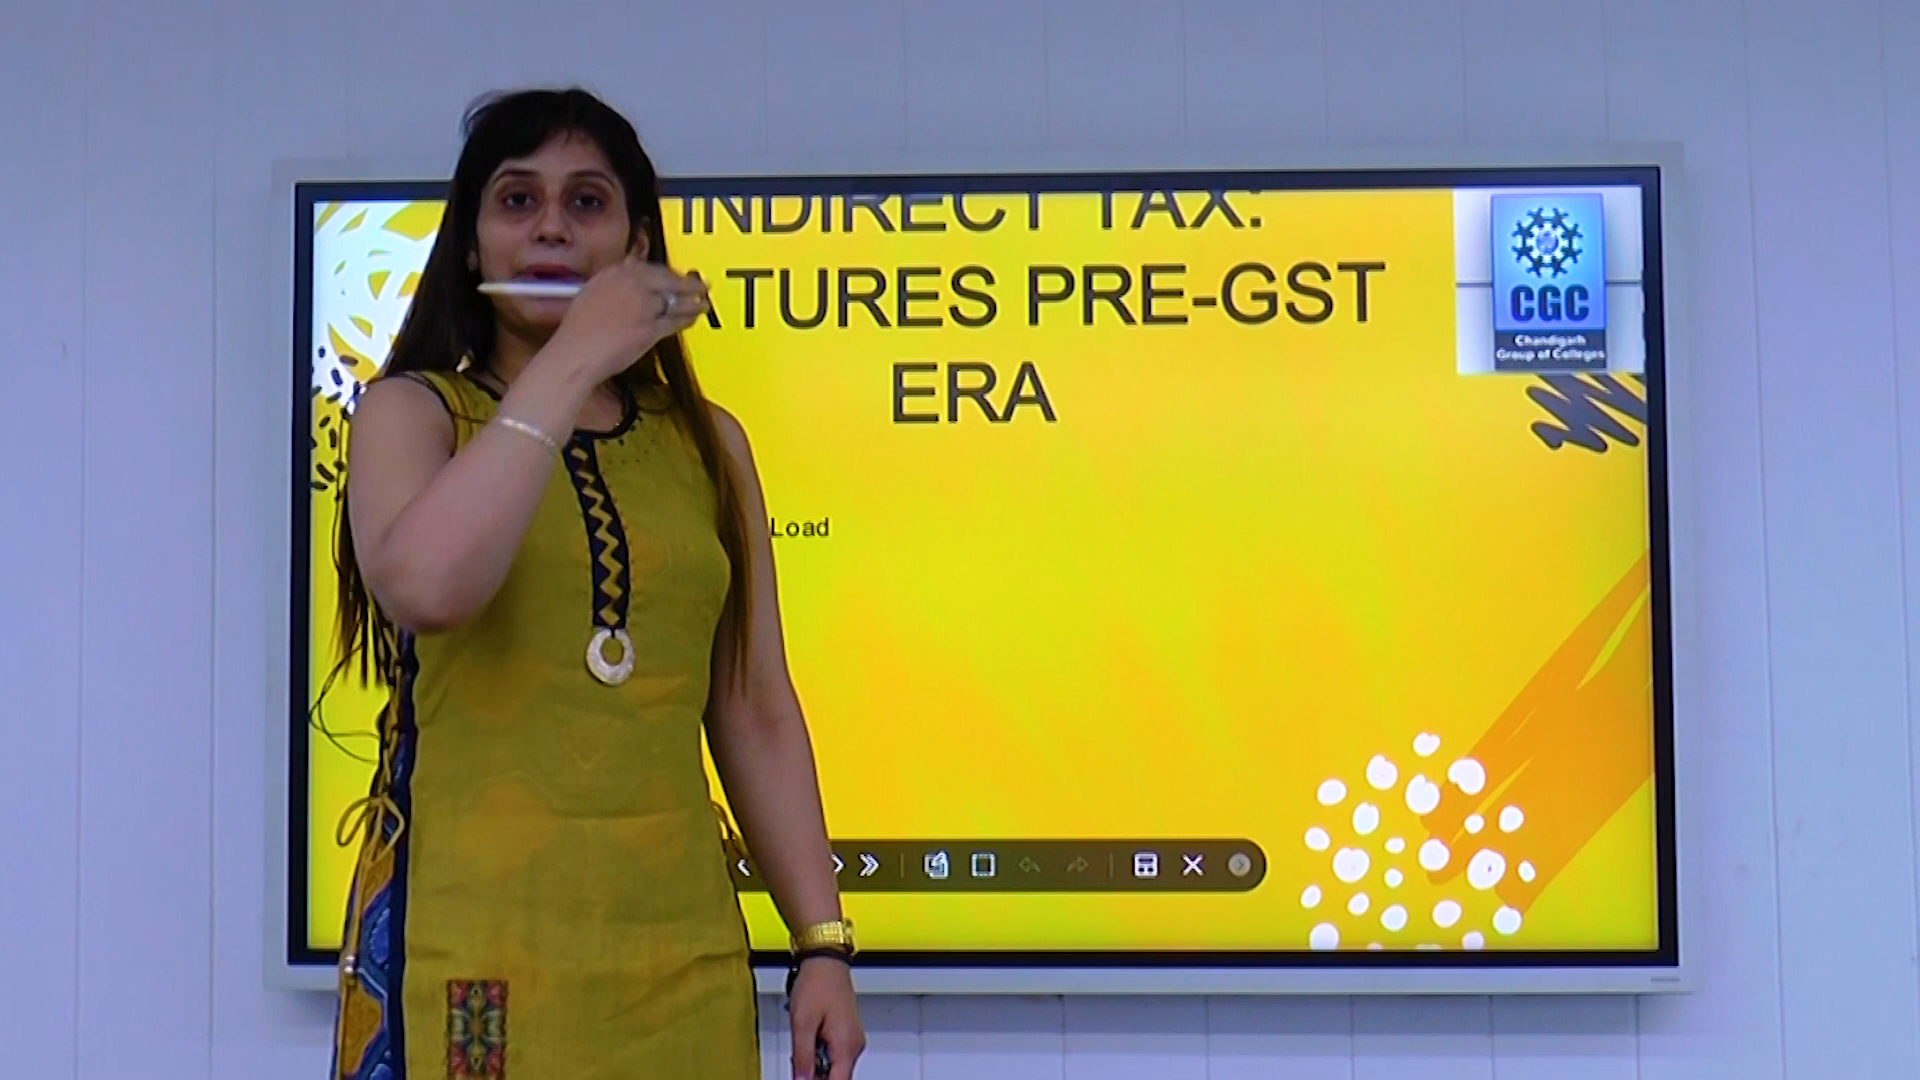 INDIRECT TAX:
ATURES PRE-GST
ERA
CGC
Chandigarh
Group of Colleges
Load